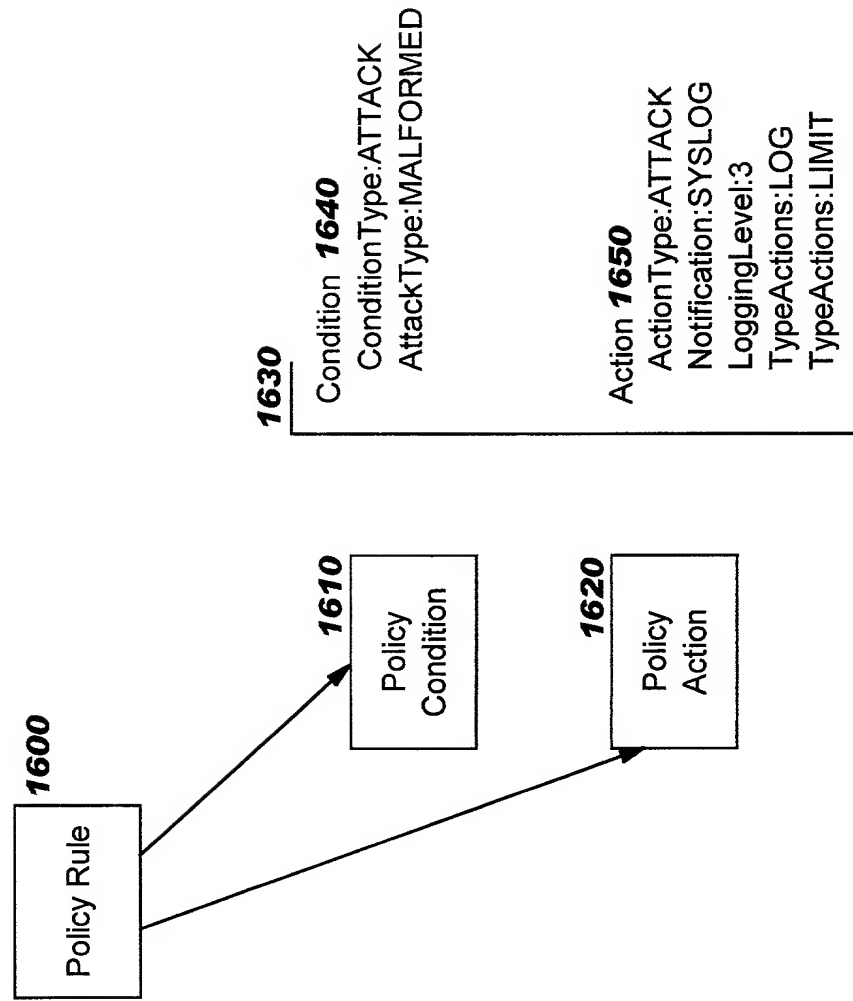 1600
Policy Rule
1610
Policy
Condition
1620
Policy
Action
1630
Condition 1640
ConditionType:ATTACK
AttackType:MALFORMED
Action 1650
ActionType:ATTACK
Notification:SYSLOG
LoggingLevel:3
TypeActions:LOG
TypeActions:LIMIT